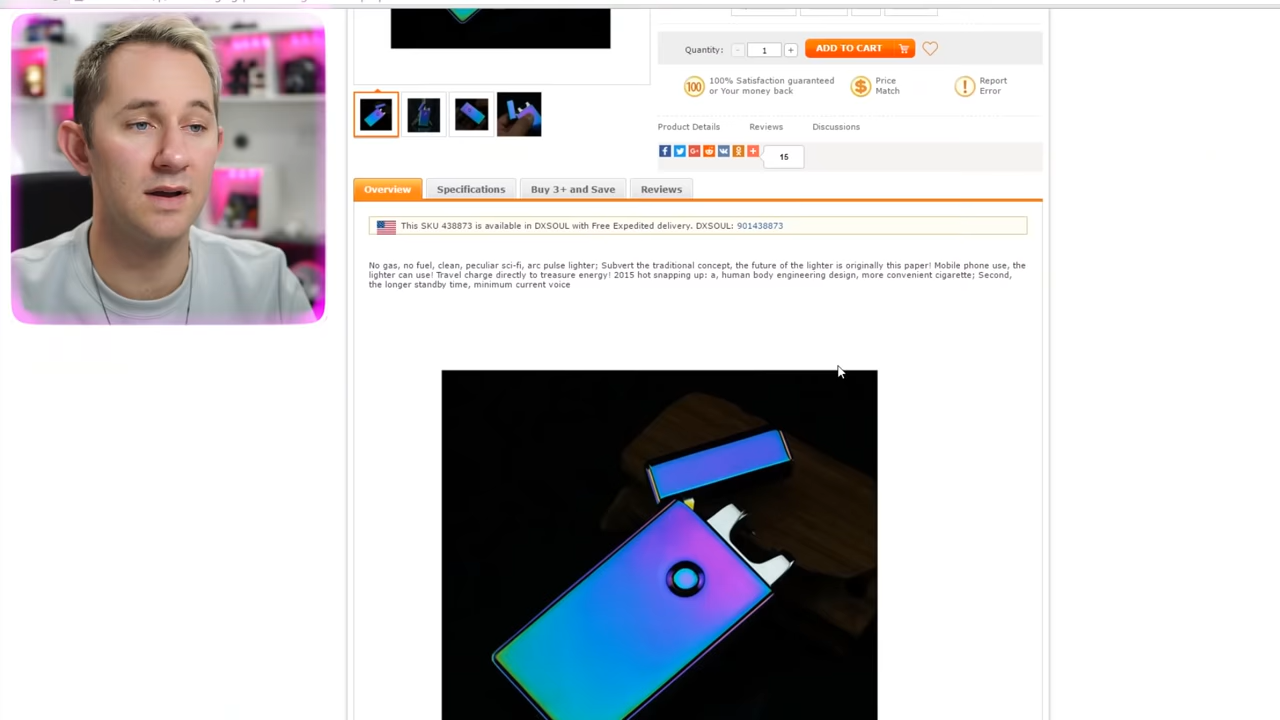 Quantity:
-
1
+
ADD TO CART
100
100% Satisfaction guaranteed
or Your money back
$
Price
Match
!
Report
Error
Product Details
Reviews
Discussions
15
Overview
Specifications
Buy 3+ and Save
Reviews
This SKU 438873 is available in DXSOUL with Free Expedited delivery. DXSOUL: 901438873
No gas, no fuel, clean, peculiar sci-fi, arc pulse lighter; Subvert the traditional concept, the future of the lighter is originally this paper! Mobile phone use, the
lighter can use! Travel charge directly to treasure energy! 2015 hot snapping up: a, human body engineering design, more convenient cigarette; Second,
the longer standby time, minimum current voice